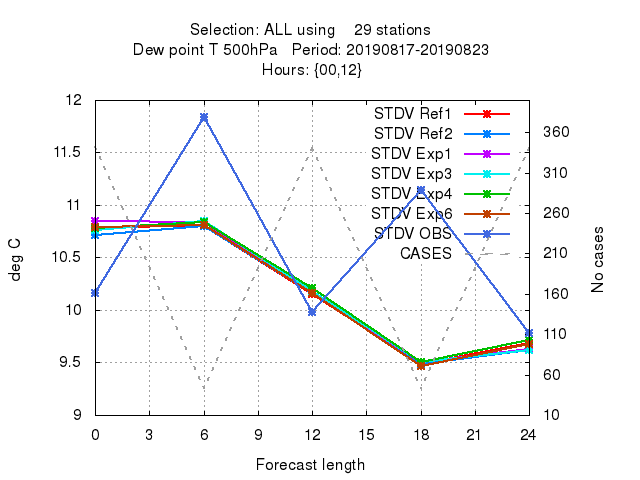 Selection: ALL using    29 stations
Dew point T 500hPa   Period: 20190817-20190823
Hours: {00,12}
STDV Ref1
STDV Ref2
STDV Exp1
STDV Exp3
STDV Exp4
STDV Exp6
STDV OBS
CASES
12
11.5
11
10.5
10
9.5
9
deg C
360
310
260
210
160
110
60
10
No cases
0 3 6 9 12 15 18 21 24
Forecast length